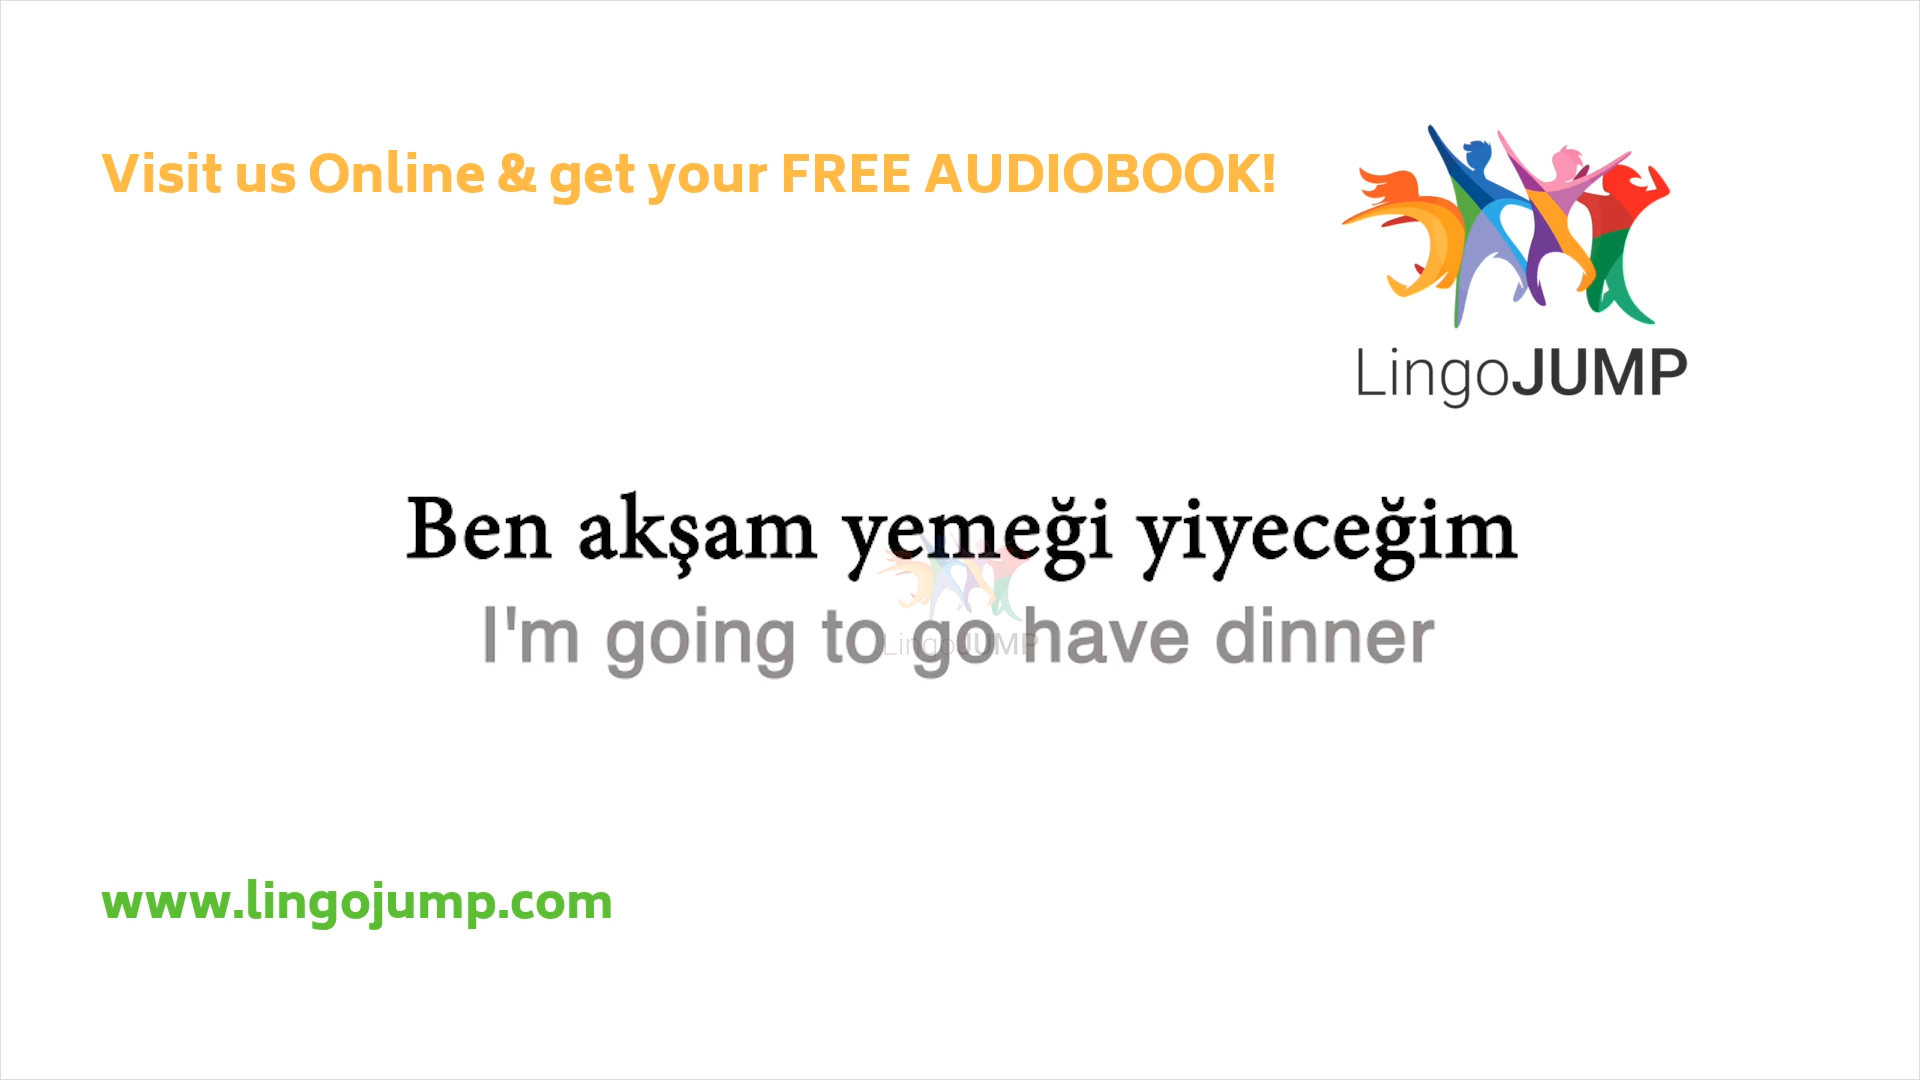 Visit us Online & get your FREE AUDIOBOOK!
LingoJUMP
Ben akşam yemeği yiyeceğim
I'm going to go have dinner
LingoJUMP
www.lingojump.com